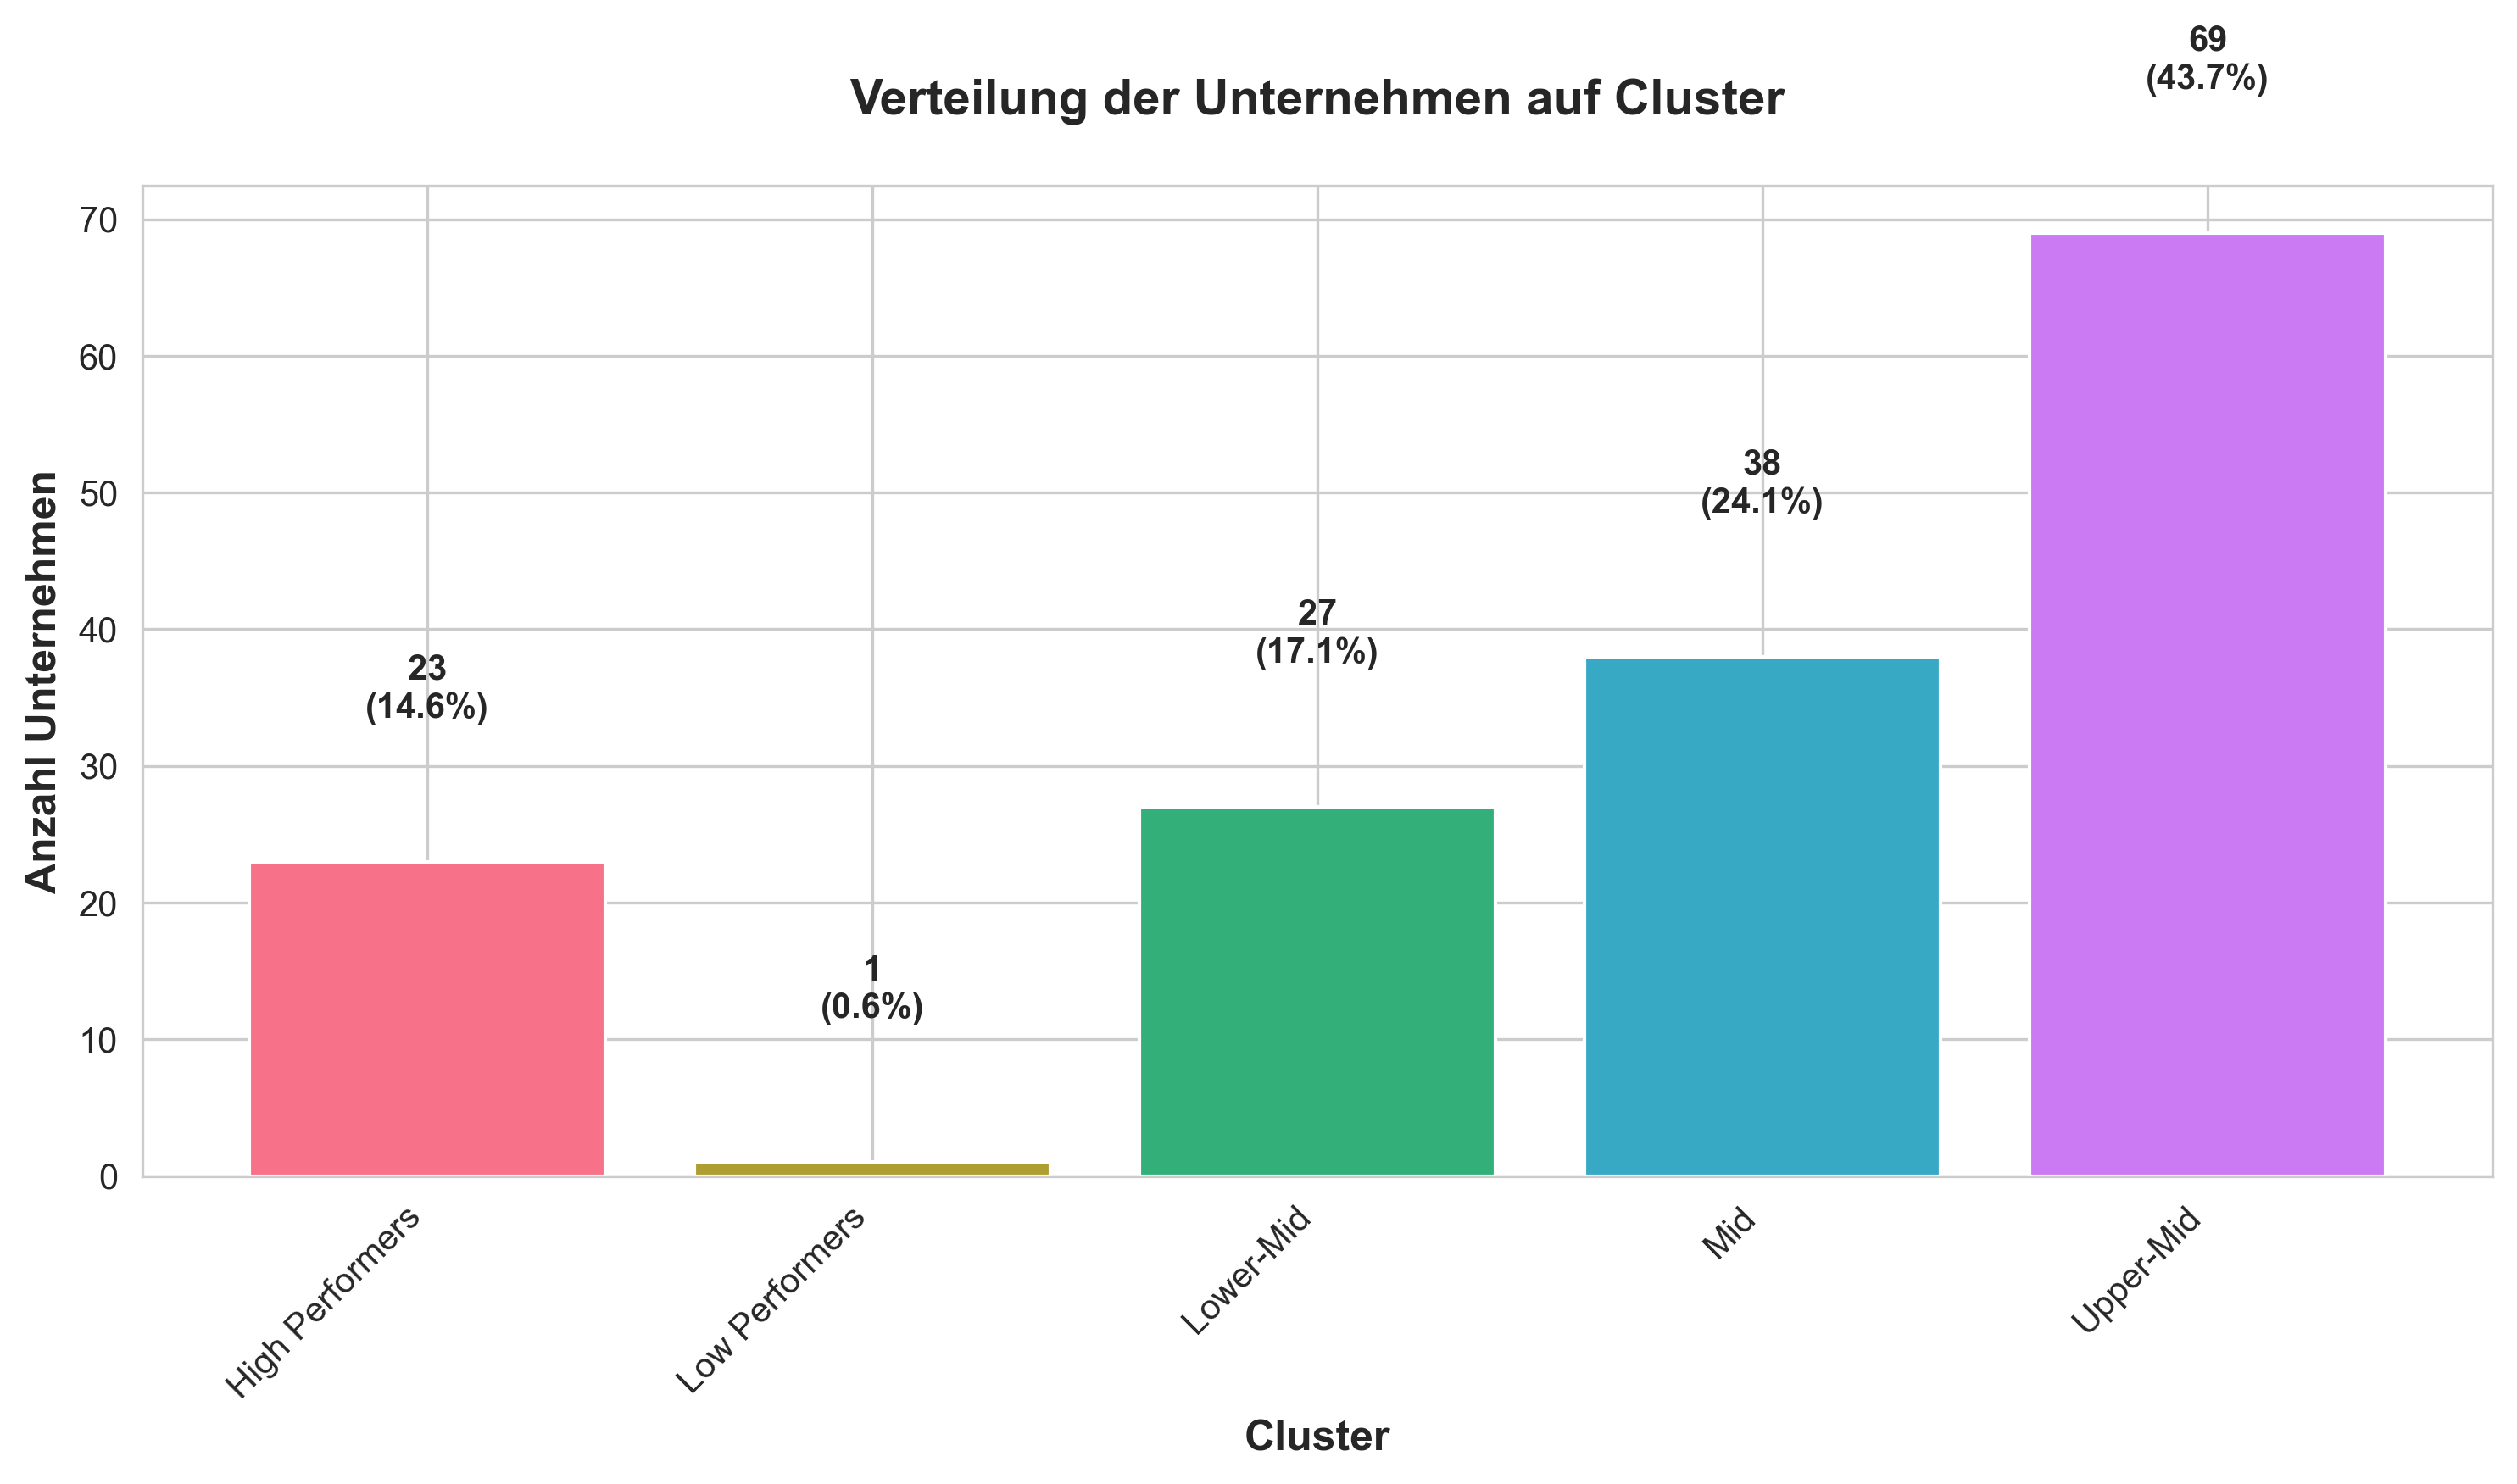 69
(43.7%)
Verteilung der Unternehmen auf Cluster
Anzahl Unternehmen
70
60
50
40
30
20
10
0
23
(14.6%)
1
(0.6%)
27
(17.1%)
38
(24.1%)
High Performers
Low Performers
Lower-Mid
Mid
Upper-Mid
Cluster